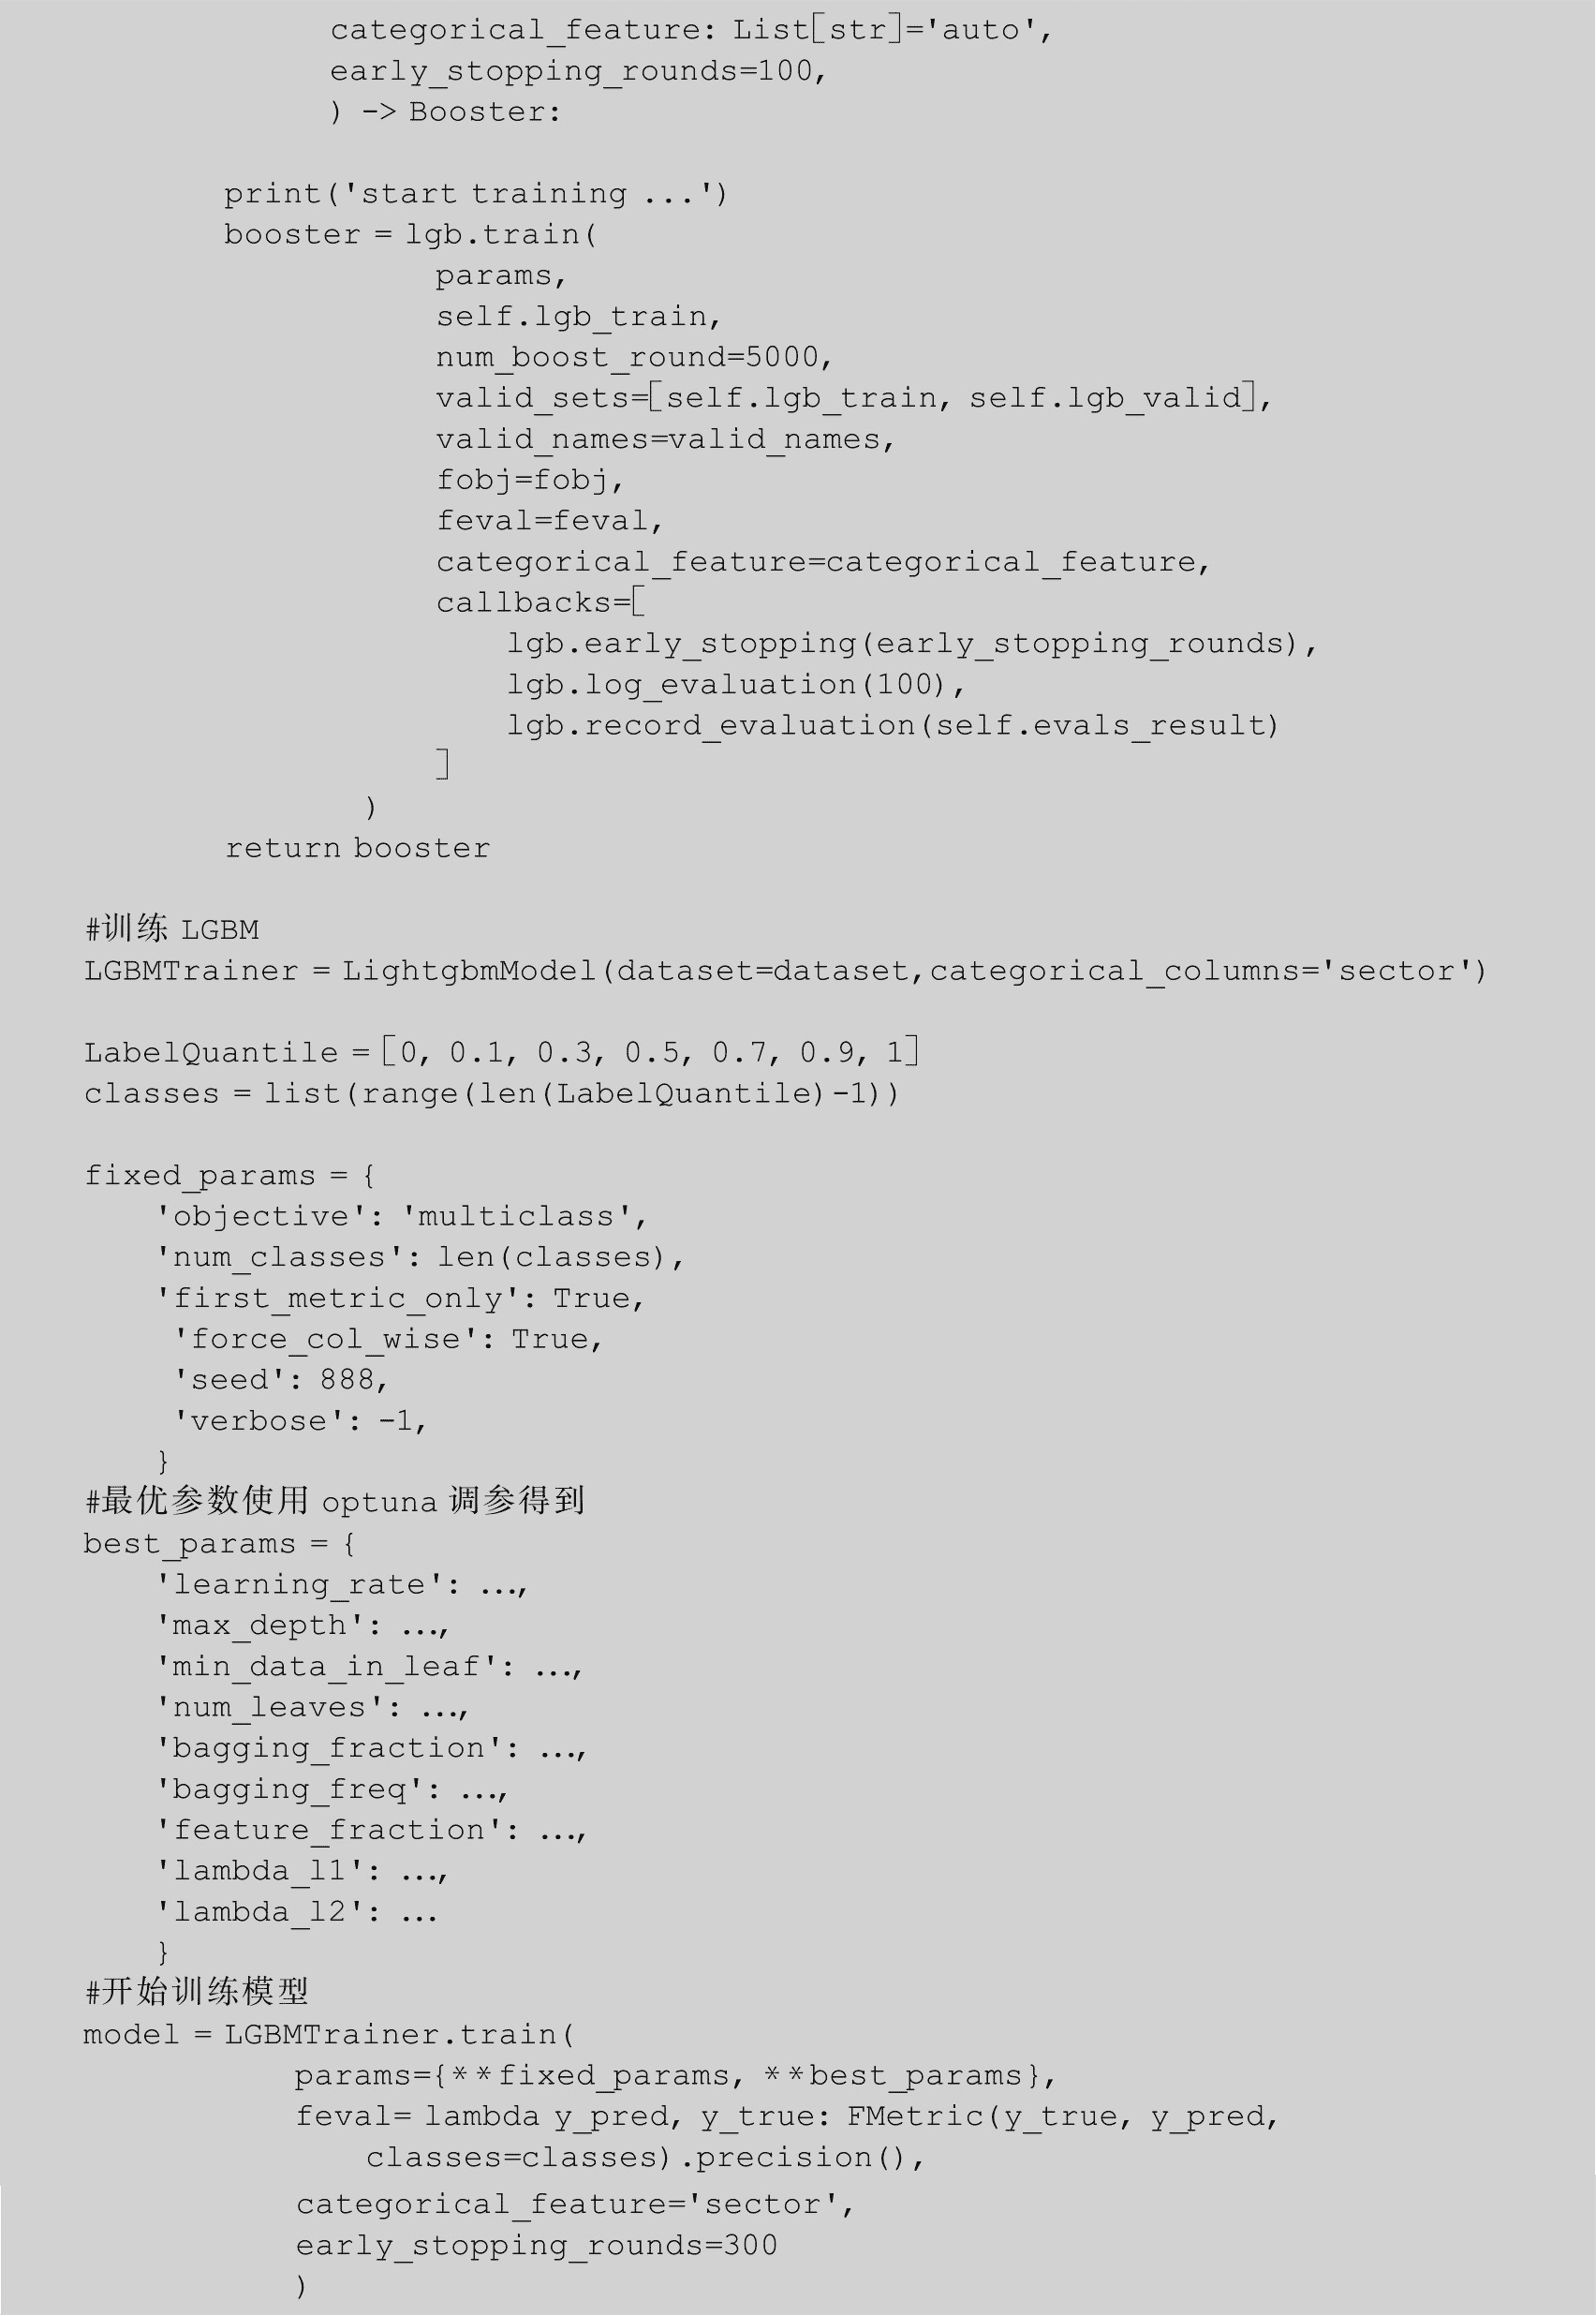 categorical_feature: List[str]='auto',
early_stopping_rounds=100,
) -> Booster:
print('start training ...')
booster = lgb.train(
params,
self.lgb_train,
num_boost_round=5000,
valid_sets=[self.lgb_train, self.lgb_valid],
valid_names=valid_names,
fobj=fobj,
feval=feval,
categorical_feature=categorical_feature,
callbacks=[
lgb.early_stopping(early_stopping_rounds),
lgb.log_evaluation(100),
lgb.record_evaluation(self.evals_result)
]
)
return booster
#训练 LGBM
LGBMTrainer = LightgbmModel(dataset=dataset,categorical_columns='sector')
LabelQuantile = [0, 0.1, 0.3, 0.5, 0.7, 0.9, 1]
classes = list(range(len(LabelQuantile)-1))
fixed_params = {
'objective': 'multiclass',
'num_classes': len(classes),
'first_metric_only': True,
'force_col_wise': True,
'seed': 888,
'verbose': -1,
}
#最优参数使用 optuna 调参得到
best_params = {
'learning_rate': ...,
'max_depth': ...,
'min_data_in_leaf': ...,
'num_leaves': ...,
'bagging_fraction': ...,
'bagging_freq': ...,
'feature_fraction': ...,
'lambda_l1': ...,
'lambda_l2': ...
}
#开始训练模型
model = LGBMTrainer.train(
params={**fixed_params, **best_params},
feval= lambda y_pred, y_true: FMetric(y_true, y_pred,
classes=classes).precision(),
categorical_feature='sector',
early_stopping_rounds=300
)